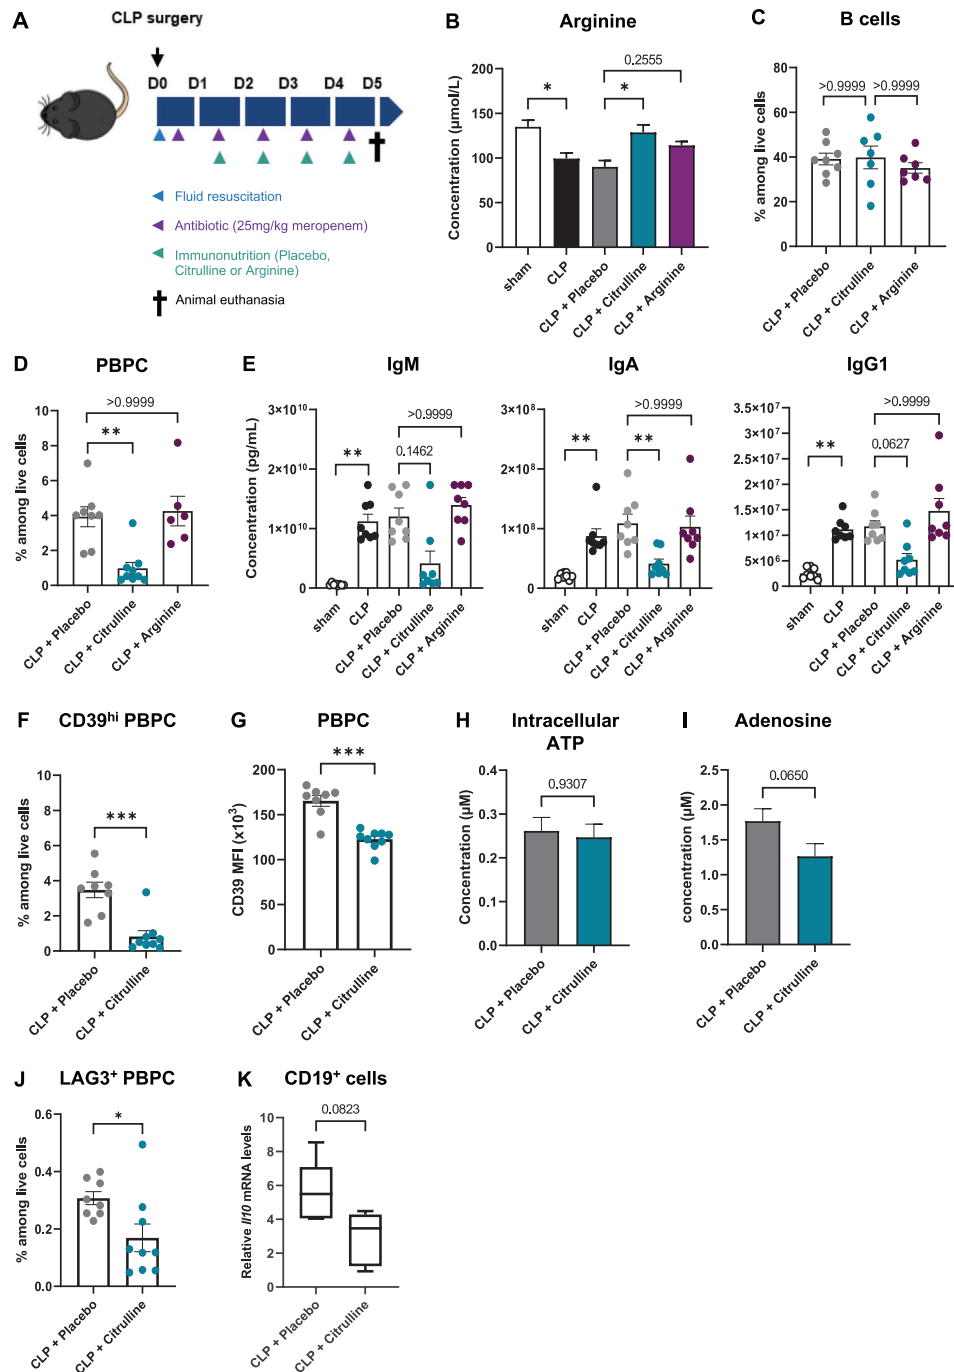 A
CLP surgery
D0 D1 D2 D3 D4 D5
Fluid resuscitation
Antibiotic (25mg/kg meropenem)
Immunonutrition (Placebo,
Citrulline or Arginine)
Animal euthanasia
B
Arginine
Concentration (µmol/L)
200
150
100
50
0
*
*
0.2555
sham
CLP
CLP + Placebo
CLP + Citrulline
CLP + Arginine
C
B cells
% among live cells
80
60
40
20
0
>0.9999
>0.9999
CLP + Placebo
CLP + Citrulline
CLP + Arginine
D
PBPC
% among live cells
10
8
6
4
2
0
>0.9999
**
CLP + Placebo
CLP + Citrulline
CLP + Arginine
E
IgM
Concentration (pg/mL)
3×10¹⁰
2×10¹⁰
1×10¹⁰
0
**
>0.9999
0.1462
sham
CLP
CLP + Placebo
CLP + Citrulline
CLP + Arginine
IgA
3×10⁸
2×10⁸
1×10⁸
0
**
**
>0.9999
sham
CLP
CLP + Placebo
CLP + Citrulline
CLP + Arginine
IgG1
3.5×10⁷
3×10⁷
2.5×10⁷
2×10⁷
1.5×10⁷
1×10⁷
5×10⁶
0
**
>0.9999
0.0627
sham
CLP
CLP + Placebo
CLP + Citrulline
CLP + Arginine
F
CD39ʰⁱ PBPC
% among live cells
10
8
6
4
2
0
***
CLP + Placebo
CLP + Citrulline
G
PBPC
CD39 MFI (x10³)
200
150
100
50
0
***
CLP + Placebo
CLP + Citrulline
H
Intracellular
ATP
Concentration (µM)
0.4
0.3
0.2
0.1
0.0
0.9307
CLP + Placebo
CLP + Citrulline
I
Adenosine
concentration (µM)
2.5
2.0
1.5
1.0
0.5
0.0
0.0650
CLP + Placebo
CLP + Citrulline
J
LAG3⁺ PBPC
% among live cells
0.6
0.4
0.2
0.0
*
CLP + Placebo
CLP + Citrulline
K
CD19⁺ cells
Relative Il10 mRNA levels
10
8
6
4
2
0
0.0823
CLP + Placebo
CLP + Citrulline